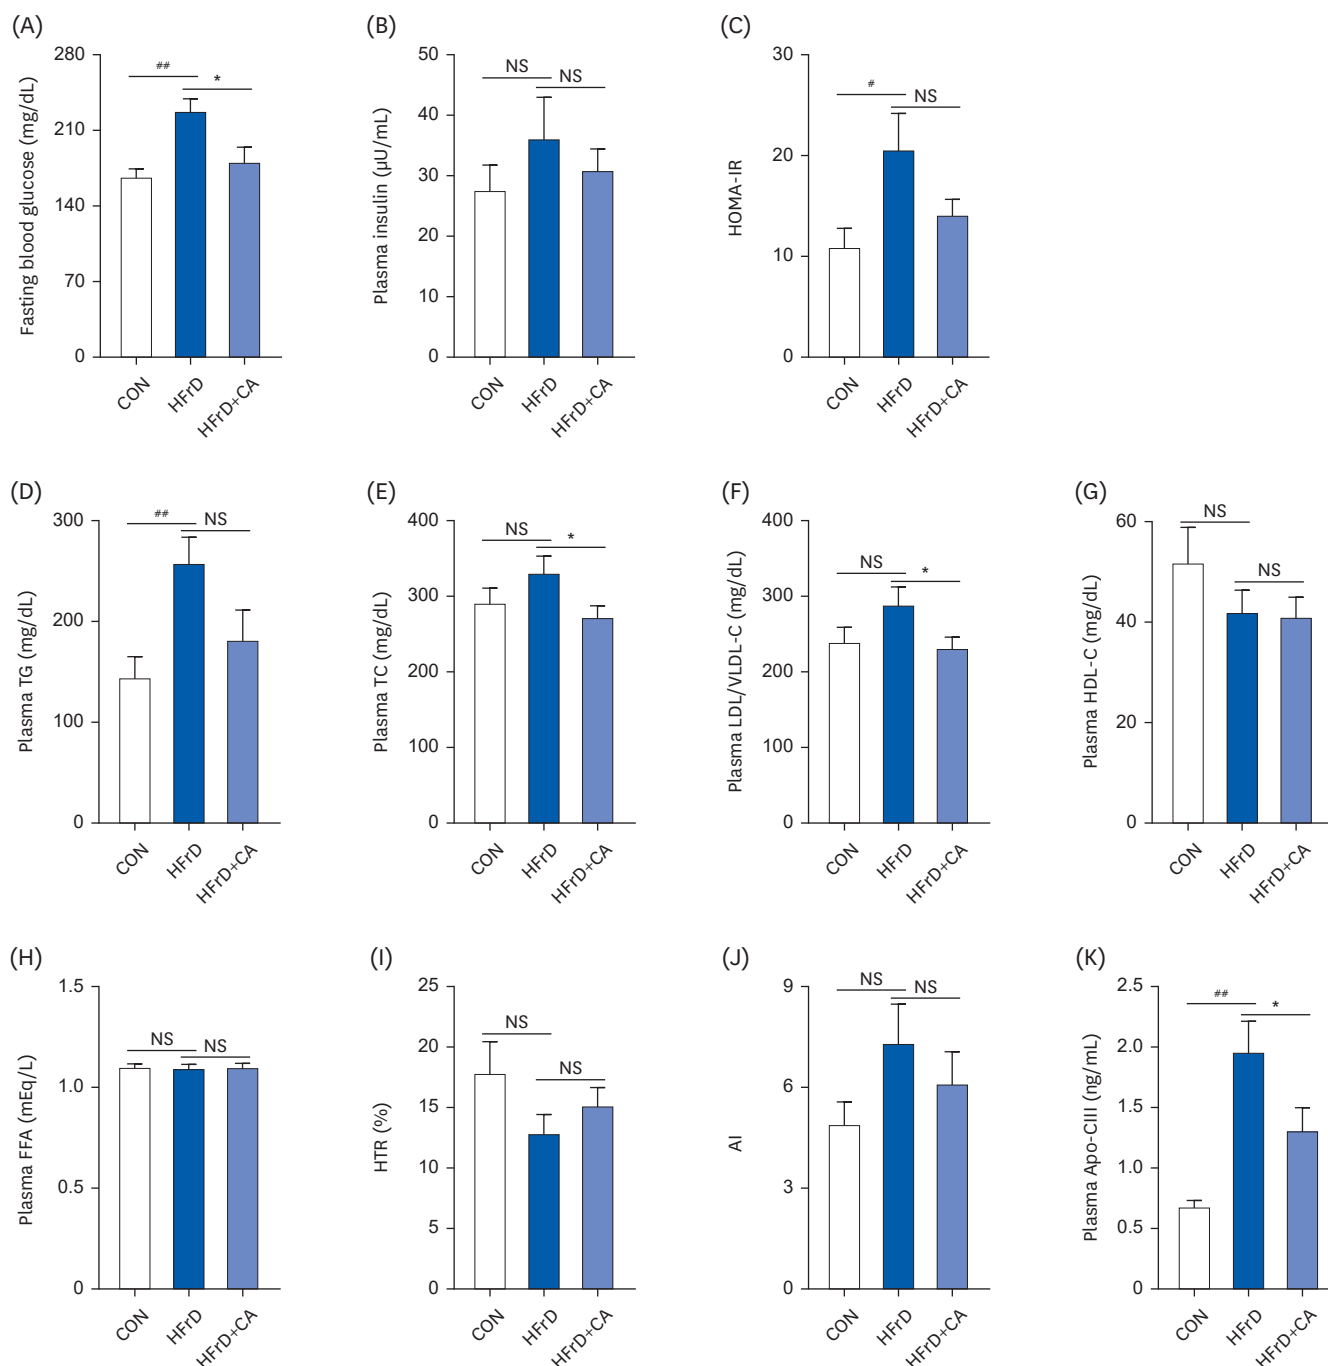 (A)
Fasting blood glucose (mg/dL)
280
210
140
70
0
##
*
CON
HFrD
HFrD+CA
(B)
Plasma insulin (µU/mL)
50
40
30
20
10
0
NS
NS
CON
HFrD
HFrD+CA
(C)
HOMA-IR
30
20
10
0
#
NS
CON
HFrD
HFrD+CA
(D)
Plasma TG (mg/dL)
300
200
100
0
##
NS
CON
HFrD
HFrD+CA
(E)
Plasma TC (mg/dL)
400
300
200
100
0
NS
*
CON
HFrD
HFrD+CA
(F)
Plasma LDL/VLDL-C (mg/dL)
400
300
200
100
0
NS
*
CON
HFrD
HFrD+CA
(G)
Plasma HDL-C (mg/dL)
60
40
20
0
NS
NS
CON
HFrD
HFrD+CA
(H)
Plasma FFA (mEq/L)
1.5
1.0
0.5
0
NS
NS
CON
HFrD
HFrD+CA
(I)
HTR (%)
25
20
15
10
5
0
NS
NS
CON
HFrD
HFrD+CA
(J)
AI
9
6
3
0
NS
NS
CON
HFrD
HFrD+CA
(K)
Plasma Apo-CIII (ng/mL)
2.5
2.0
1.5
1.0
0.5
0
##
*
CON
HFrD
HFrD+CA